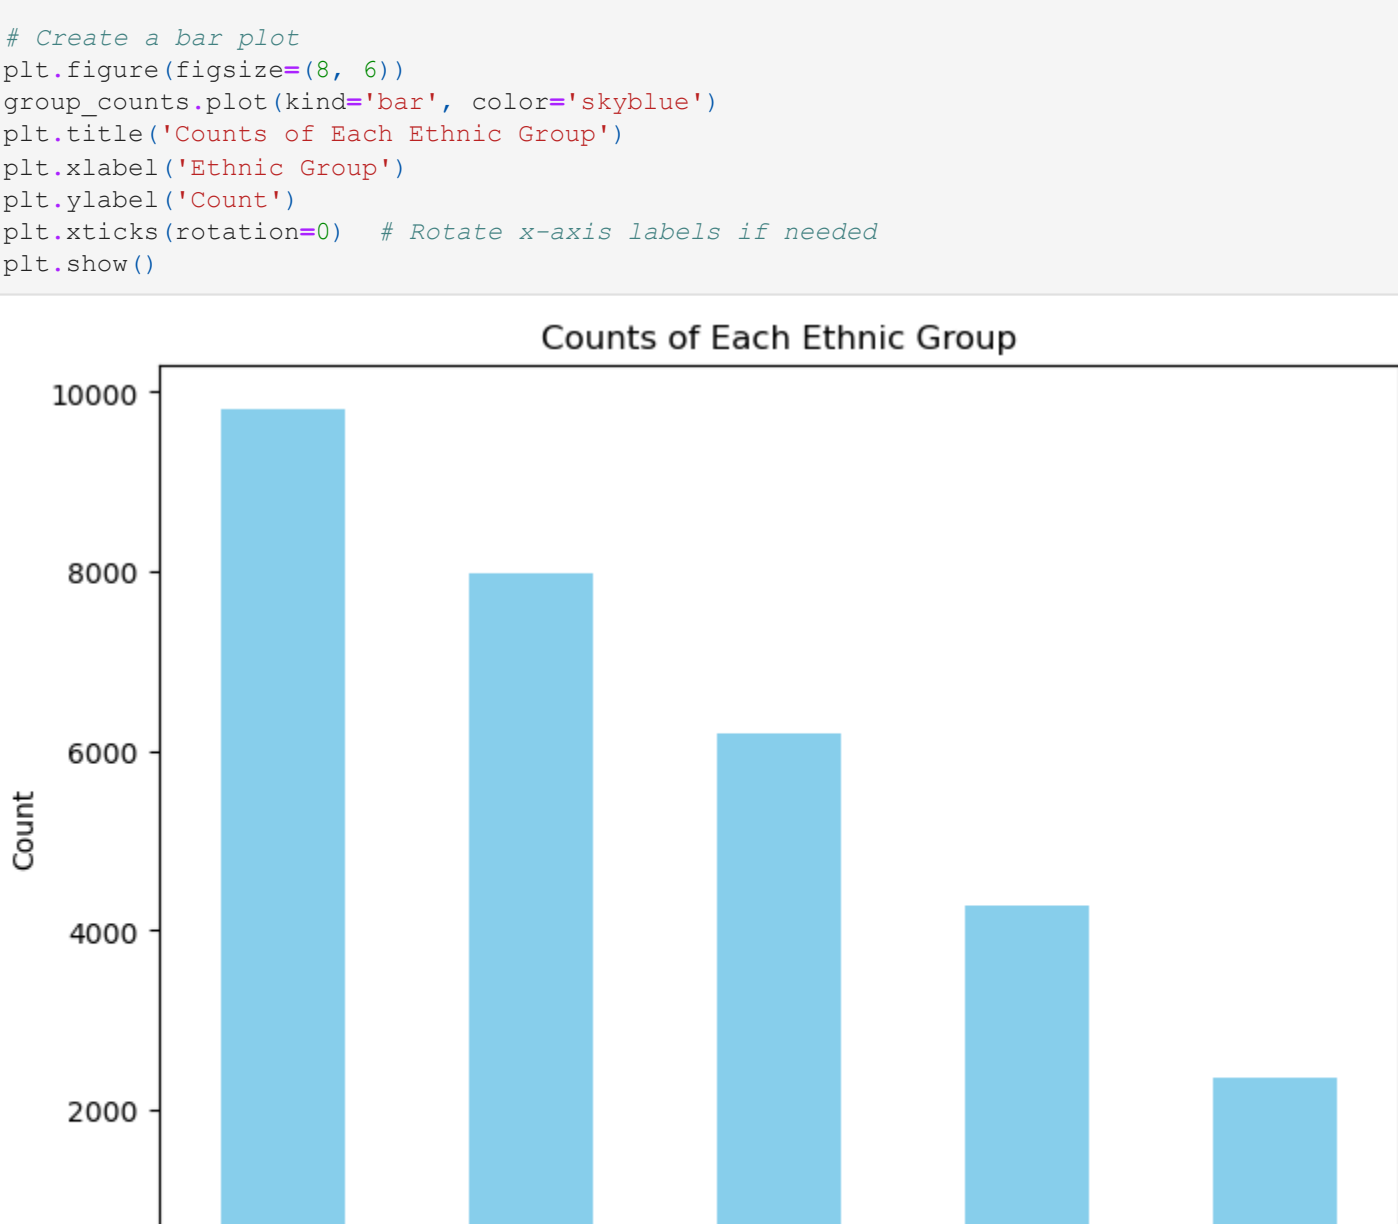 # Create a bar plot
plt.figure(figsize=(8, 6))
group_counts.plot(kind='bar', color='skyblue')
plt.title('Counts of Each Ethnic Group')
plt.xlabel('Ethnic Group')
plt.ylabel('Count')
plt.xticks(rotation=0)  # Rotate x-axis labels if needed
plt.show()
Counts of Each Ethnic Group
10000
8000
6000
Count
4000
2000